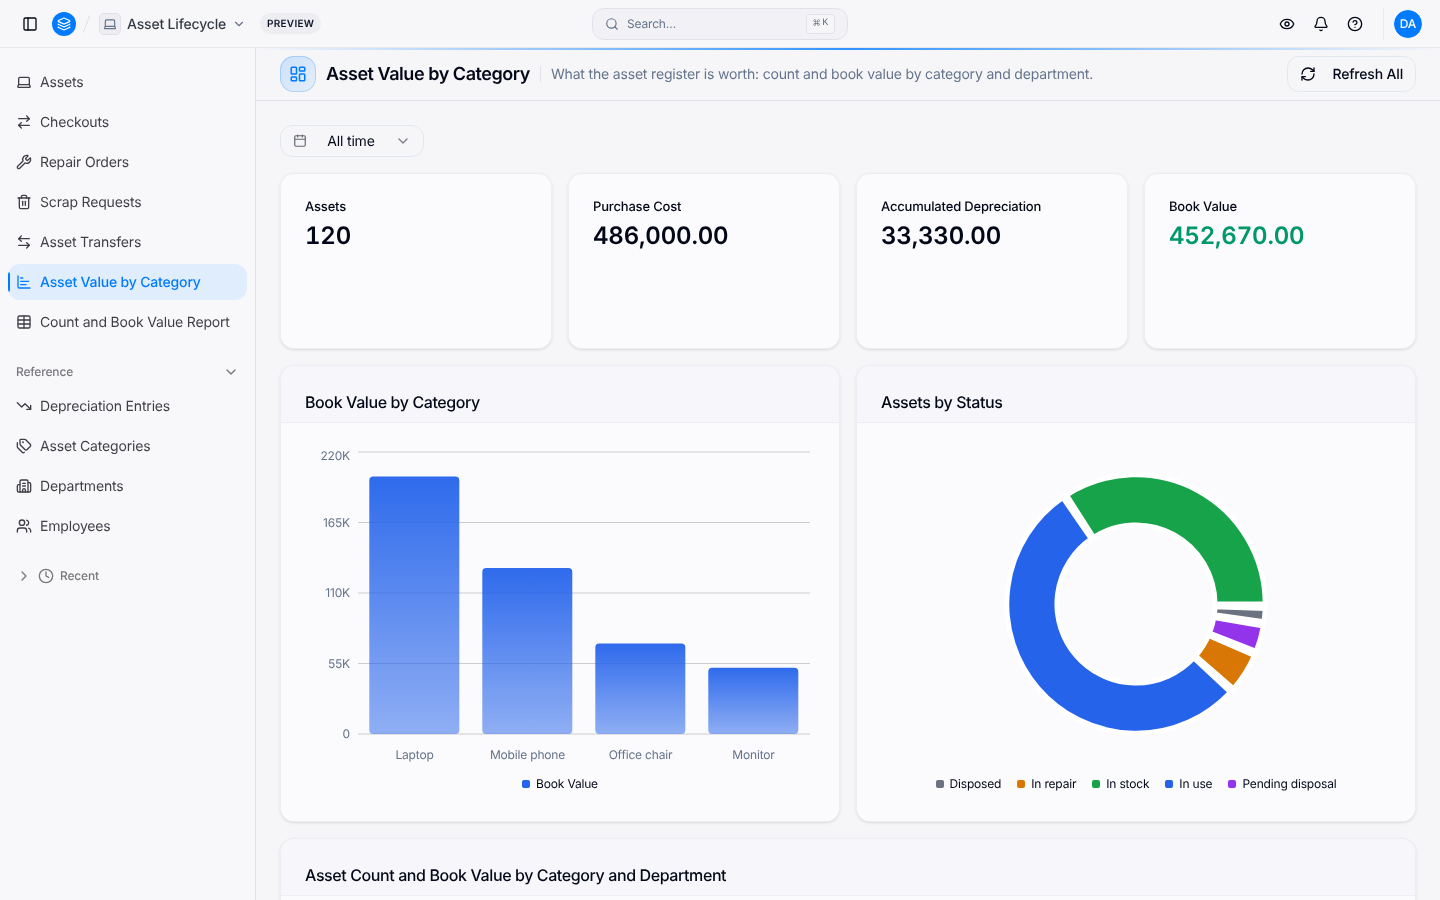 Asset Lifecycle
PREVIEW
Search...
⌘K
DA
Assets
Checkouts
Repair Orders
Scrap Requests
Asset Transfers
Asset Value by Category
Count and Book Value Report
Reference
Depreciation Entries
Asset Categories
Departments
Employees
Recent
Asset Value by Category
What the asset register is worth: count and book value by category and department.
Refresh All
All time
Assets
120
Purchase Cost
486,000.00
Accumulated Depreciation
33,330.00
Book Value
452,670.00
Book Value by Category
220K
165K
110K
55K
0
Laptop
Mobile phone
Office chair
Monitor
Book Value
Assets by Status
Disposed
In repair
In stock
In use
Pending disposal
Asset Count and Book Value by Category and Department